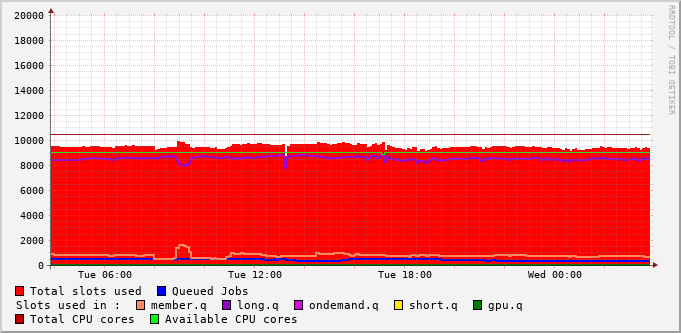 20000
18000
16000
14000
12000
10000
8000
6000
4000
2000
0
Tue 06:00 Tue 12:00 Tue 18:00 Wed 00:00
RRDTOOL / TOBI OETIKER
Total slots used Queued Jobs
Slots used in : member.q long.q ondemand.q short.q gpu.q
Total CPU cores Available CPU cores